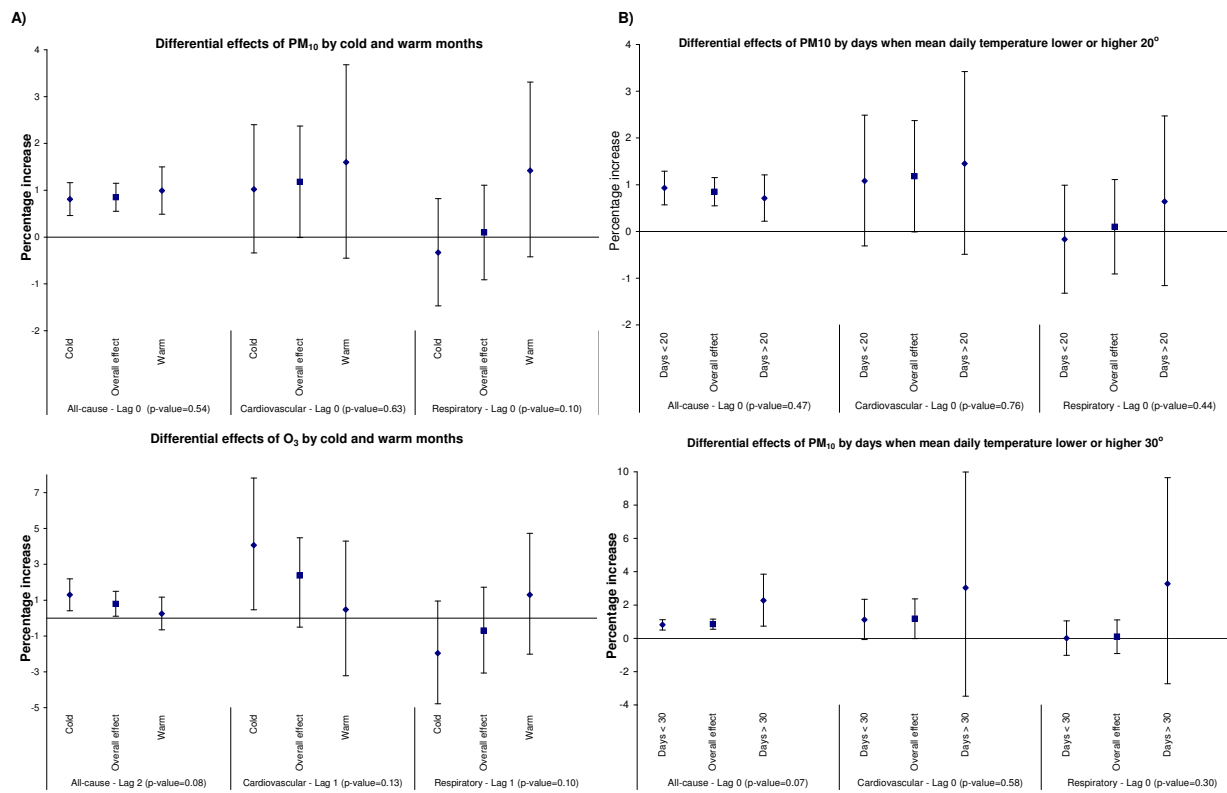 A)
Differential effects of PM10 by cold and warm months
Percentage increase
4
3
2
1
0
-1
-2
Cold
Overall effect
Warm
Cold
Overall effect
Warm
Cold
Overall effect
Warm
All-cause - Lag 0 (p-value=0.54)
Cardiovascular - Lag 0 (p-value=0.63)
Respiratory - Lag 0 (p-value=0.10)
Differential effects of O3 by cold and warm months
Percentage increase
7
5
3
1
-1
-3
-5
Cold
Overall effect
Warm
Cold
Overall effect
Warm
Cold
Overall effect
Warm
All-cause - Lag 2 (p-value=0.08)
Cardiovascular - Lag 1 (p-value=0.13)
Respiratory - Lag 1 (p-value=0.10)
B)
Differential effects of PM10 by days when mean daily temperature lower or higher 20°
Percentage increase
4
3
2
1
0
-1
-2
Days < 20
Overall effect
Days > 20
Days < 20
Overall effect
Days > 20
Days < 20
Overall effect
Days > 20
All-cause - Lag 0 (p-value=0.47)
Cardiovascular - Lag 0 (p-value=0.76)
Respiratory - Lag 0 (p-value=0.44)
Differential effects of PM10 by days when mean daily temperature lower or higher 30°
Percentage increase
10
8
6
4
2
0
-2
-4
Days < 30
Overall effect
Days > 30
Days < 30
Overall effect
Days > 30
Days < 30
Overall effect
Days > 30
All-cause - Lag 0 (p-value=0.07)
Cardiovascular - Lag 0 (p-value=0.58)
Respiratory - Lag 0 (p-value=0.30)